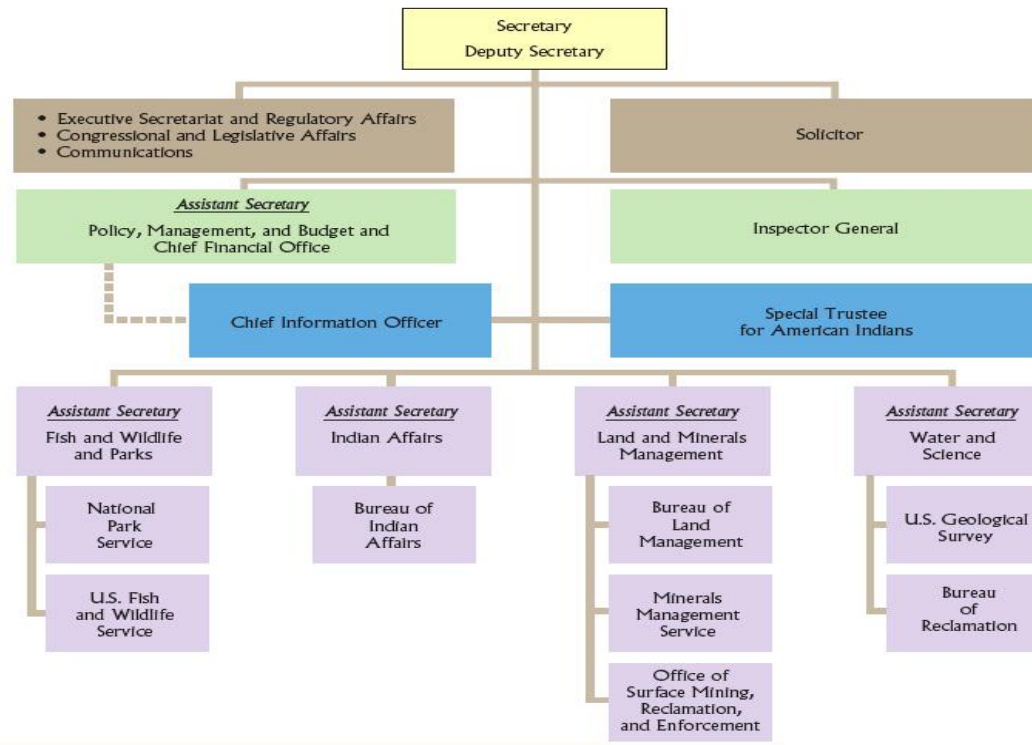 Secretary
Deputy Secretary
• Executive Secretariat and Regulatory Affairs
• Congressional and Legislative Affairs
• Communications
Solicitor
Assistant Secretary
Policy, Management, and Budget and
Chief Financial Office
Inspector General
Chief Information Officer
Special Trustee
for American Indians
Assistant Secretary
Fish and Wildlife
and Parks
National
Park
Service
U.S. Fish
and Wildlife
Service
Assistant Secretary
Indian Affairs
Bureau of
Indian
Affairs
Assistant Secretary
Land and Minerals
Management
Bureau of
Land
Management
Minerals
Management
Service
Office of
Surface Mining,
Reclamation,
and Enforcement
Assistant Secretary
Water and
Science
U.S. Geological
Survey
Bureau
of
Reclamation